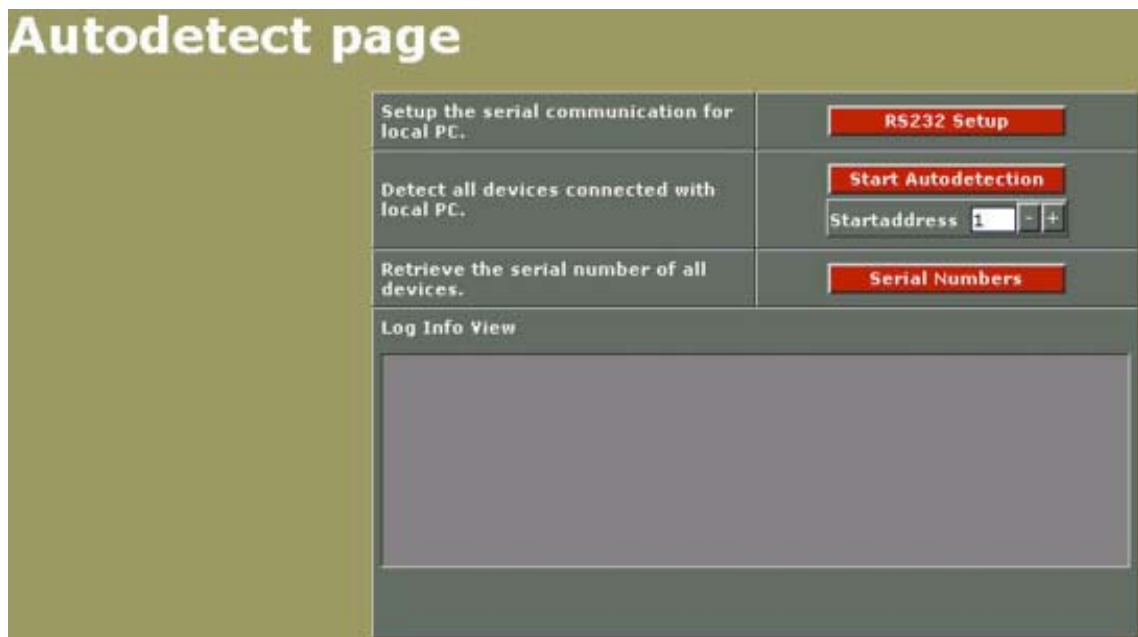 Autodetect page
Setup the serial communication for
local PC.
RS232 Setup
Detect all devices connected with
local PC.
Start Autodetection
Startaddress 1 - +
Retrieve the serial number of all
devices.
Serial Numbers
Log Info View